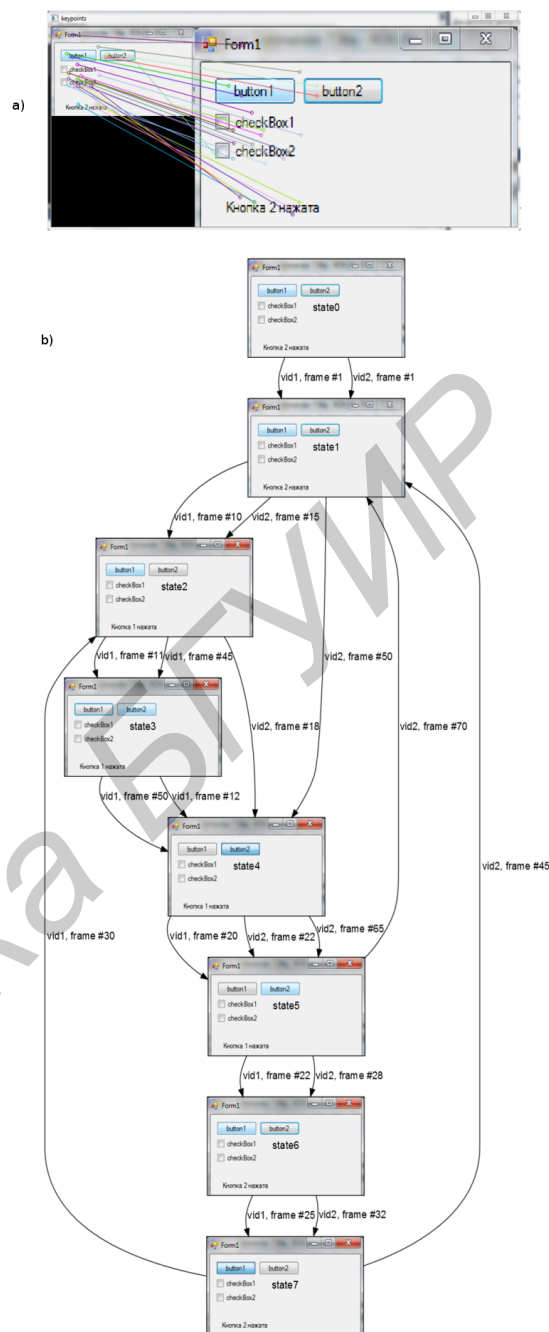 keypoints
a)
Form1
button1 button2
checkBox1
checkBox2
Кнопка 2 нажата
Form1
button1 button2
checkBox1
checkBox2
Кнопка 2 нажата
b)
Form1
button1 button2
checkBox1 state0
checkBox2
Кнопка 2 нажата
vid1, frame #1 vid2, frame #1
Form1
button1 button2
checkBox1 state1
checkBox2
Кнопка 2 нажата
vid1, frame #10 vid2, frame #15
Form1
button1 button2
checkBox1 state2
checkBox2
Кнопка 1 нажата
vid1, frame #11 vid1, frame #45 vid2, frame #50
Form1
button1 button2
checkBox1 state3
checkBox2
Кнопка 1 нажата
vid2, frame #18 vid2, frame #70
vid1, frame #50 vid1, frame #12
Form1
button1 button2
checkBox1 state4
checkBox2
Кнопка 1 нажата
vid2, frame #45
vid1, frame #30 vid1, frame #20 vid2, frame #22 vid2, frame #65
Form1
button1 button2
checkBox1 state5
checkBox2
Кнопка 1 нажата
vid1, frame #22 vid2, frame #28
Form1
button1 button2
checkBox1 state6
checkBox2
Кнопка 2 нажата
vid1, frame #25 vid2, frame #32
Form1
button1 button2
checkBox1 state7
checkBox2
Кнопка 2 нажата
ка БГУИР